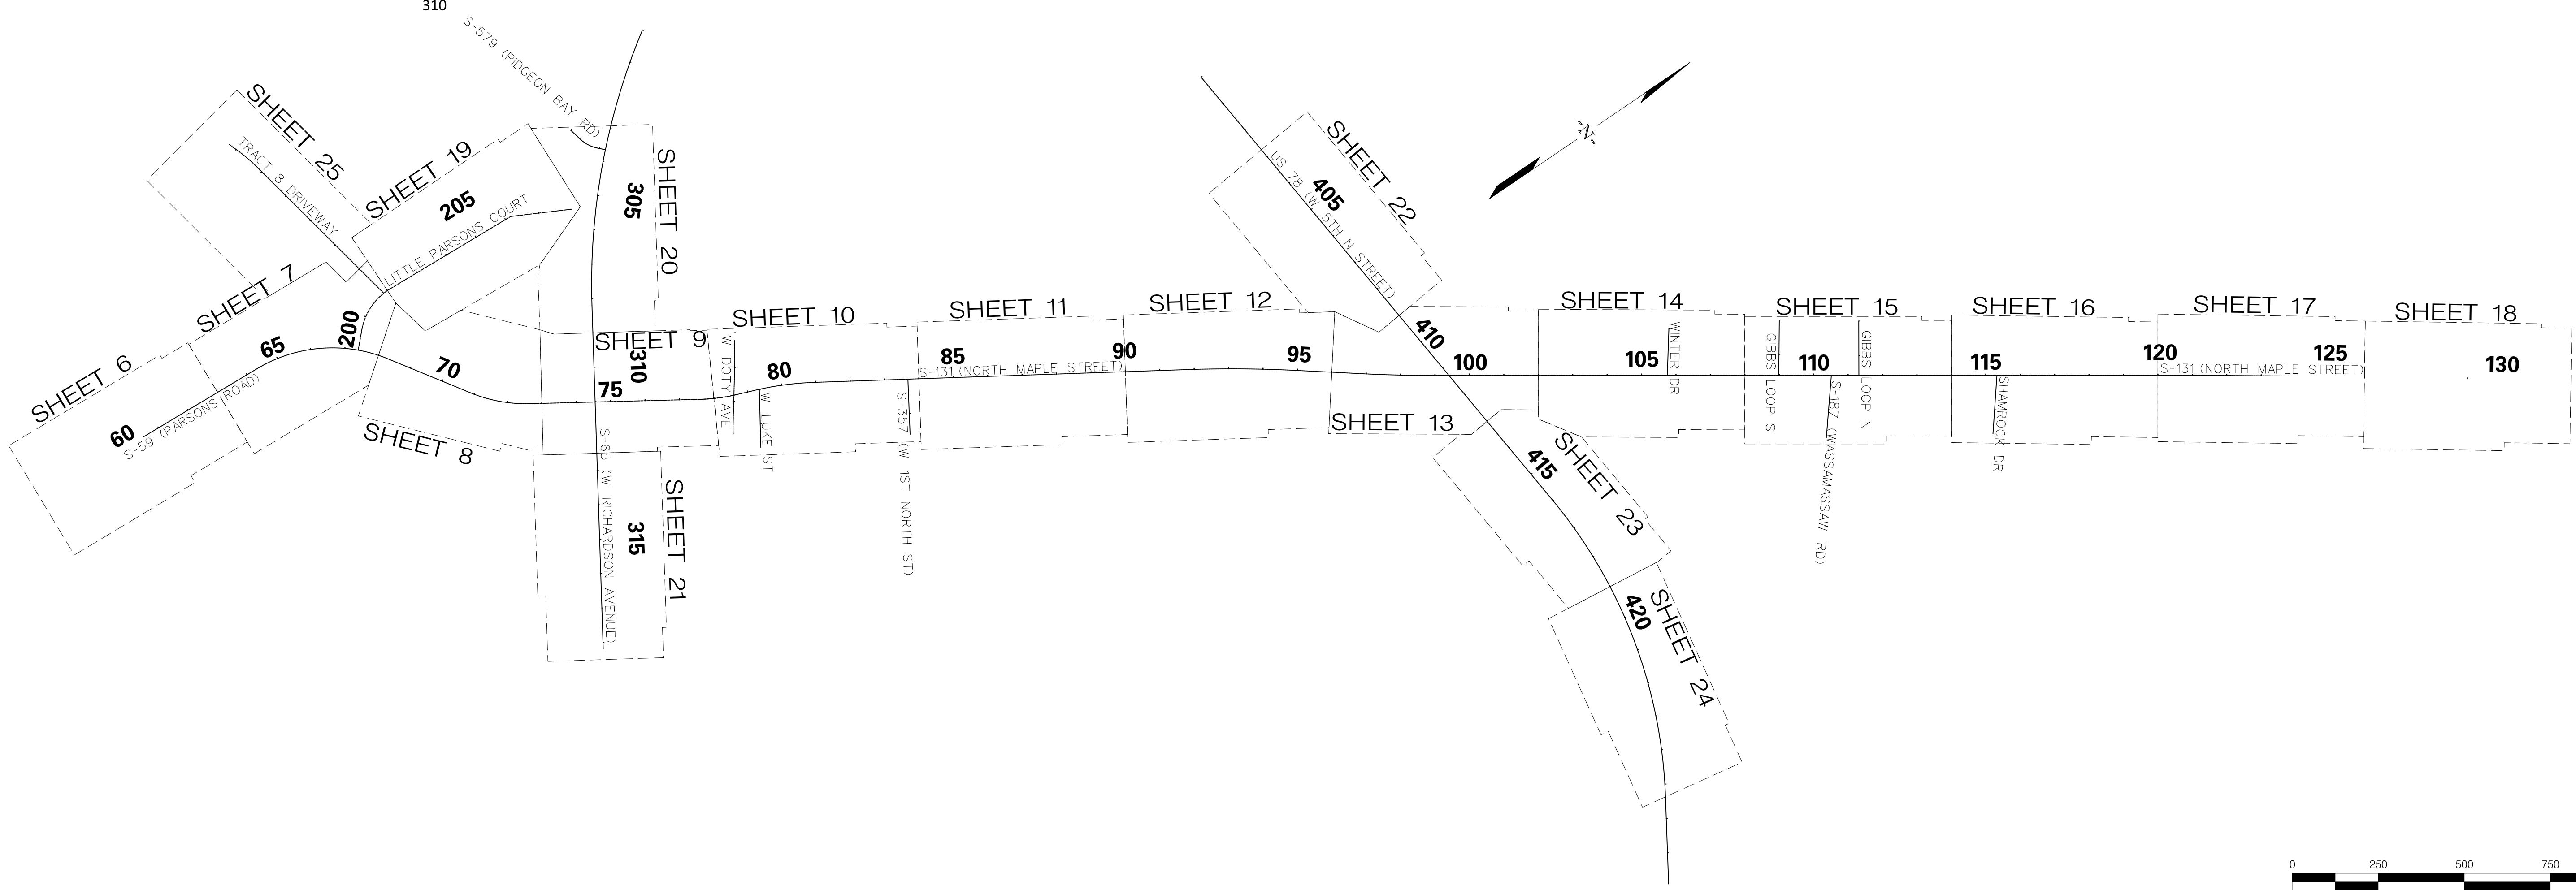 310
S-579 (PIDGEON BAY RD)
SHEET 25
TRACT 8 DRIVEWAY
SHEET 19
205
LITTLE PARSONS COURT
305
SHEET 20
SHEET 22
US 78 (W 5TH N STREET)
405
-N-
SHEET 6
60
S-59 (PARSONS ROAD)
SHEET 7
65
200
70
SHEET 8
SHEET 9
310
75
S-65 (W RICHARDSON AVENUE)
315
SHEET 21
SHEET 10
W DOTY AVE
80
W LUKE ST
S-357 (W 1ST NORTH ST)
SHEET 11
85
S-131 (NORTH MAPLE STREET)
90
SHEET 12
95
SHEET 13
410
100
415
SHEET 23
420
SHEET 24
SHEET 14
105
WINTER DR
SHEET 15
GIBBS LOOP S
110
GIBBS LOOP N
S-187 (WASSAMASSAW RD)
SHEET 16
115
SHAMROCK DR
SHEET 17
120
125
S-131 (NORTH MAPLE STREET)
SHEET 18
130
0 250 500 750